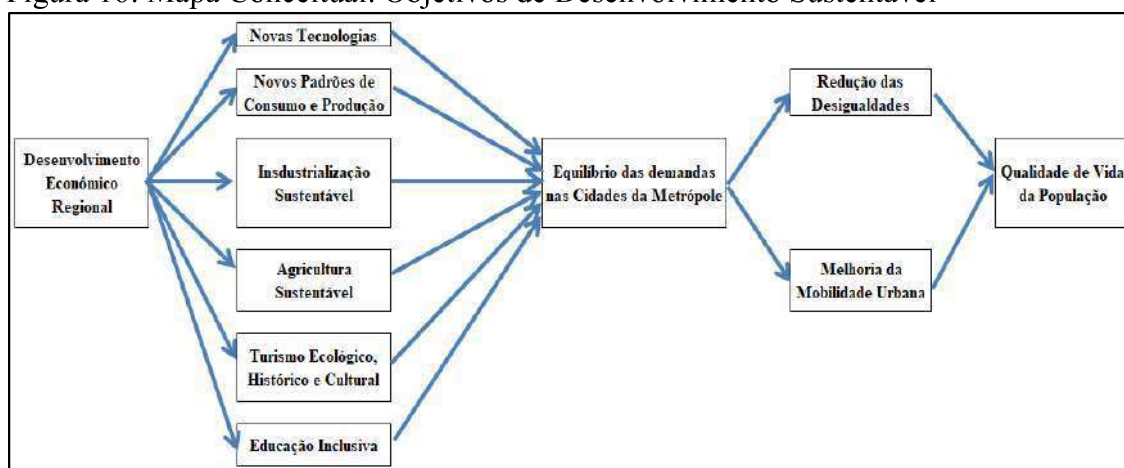 Figura 10: Mapa Conceitual: Objetivos de Desenvolvimento Sustentável
Novas Tecnologias
Novos Padrões de
Consumo e Produção
Desenvolvimento
Econômico
Regional
Insdustrialização
Sustentável
Agricultura
Sustentável
Turismo Ecológico,
Histórico e Cultural
Educação Inclusiva
Equilíbrio das demandas
nas Cidades da Metrópole
Redução das
Desigualdades
Melhoria da
Mobilidade Urbana
Qualidade de Vida
da População